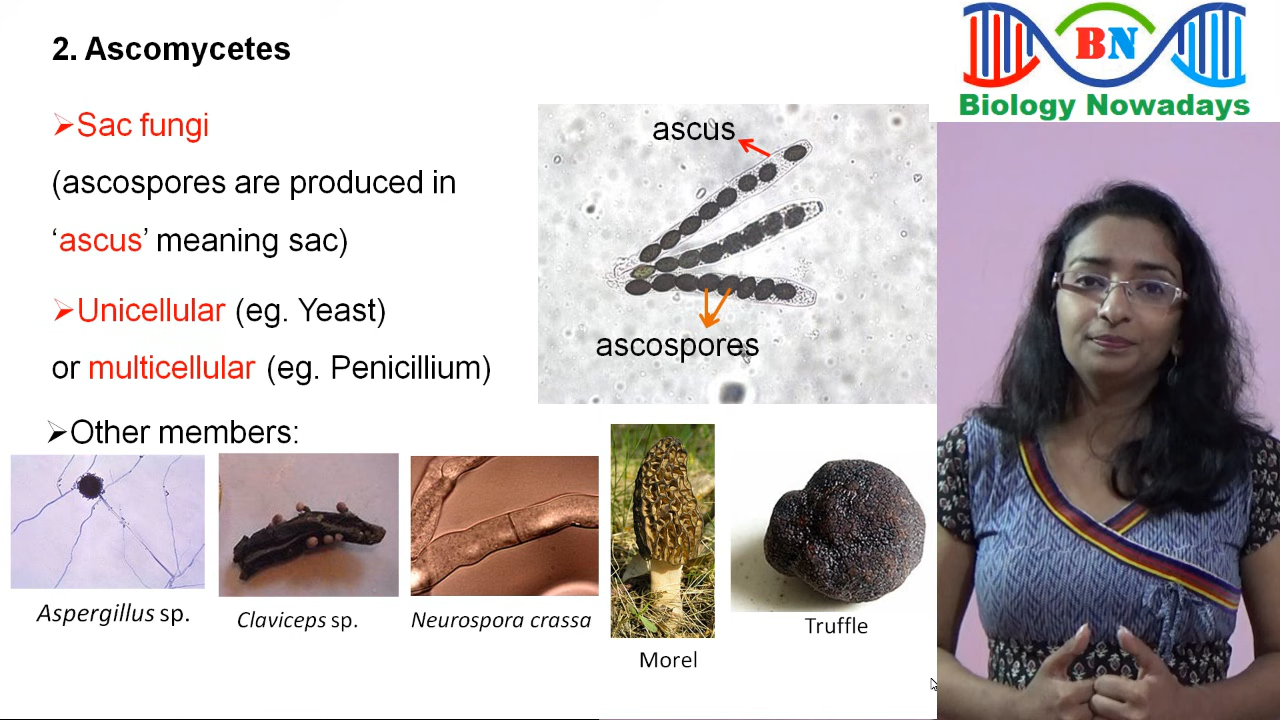 2. Ascomycetes
BN
Biology Nowadays
➢Sac fungi
(ascospores are produced in
‘ascus’ meaning sac)
➢Unicellular (eg. Yeast)
or multicellular (eg. Penicillium)
ascus
ascospores
➢Other members:
Aspergillus sp.
Claviceps sp.
Neurospora crassa
Morel
Truffle